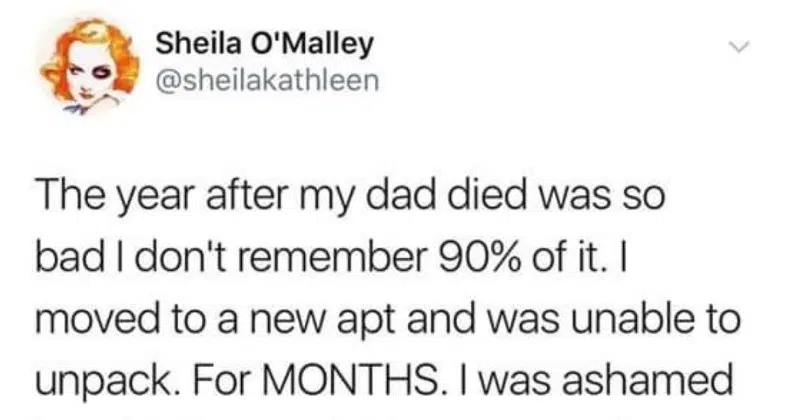 Sheila O'Malley
@sheilakathleen
The year after my dad died was so
bad I don't remember 90% of it. I
moved to a new apt and was unable to
unpack. For MONTHS. I was ashamed